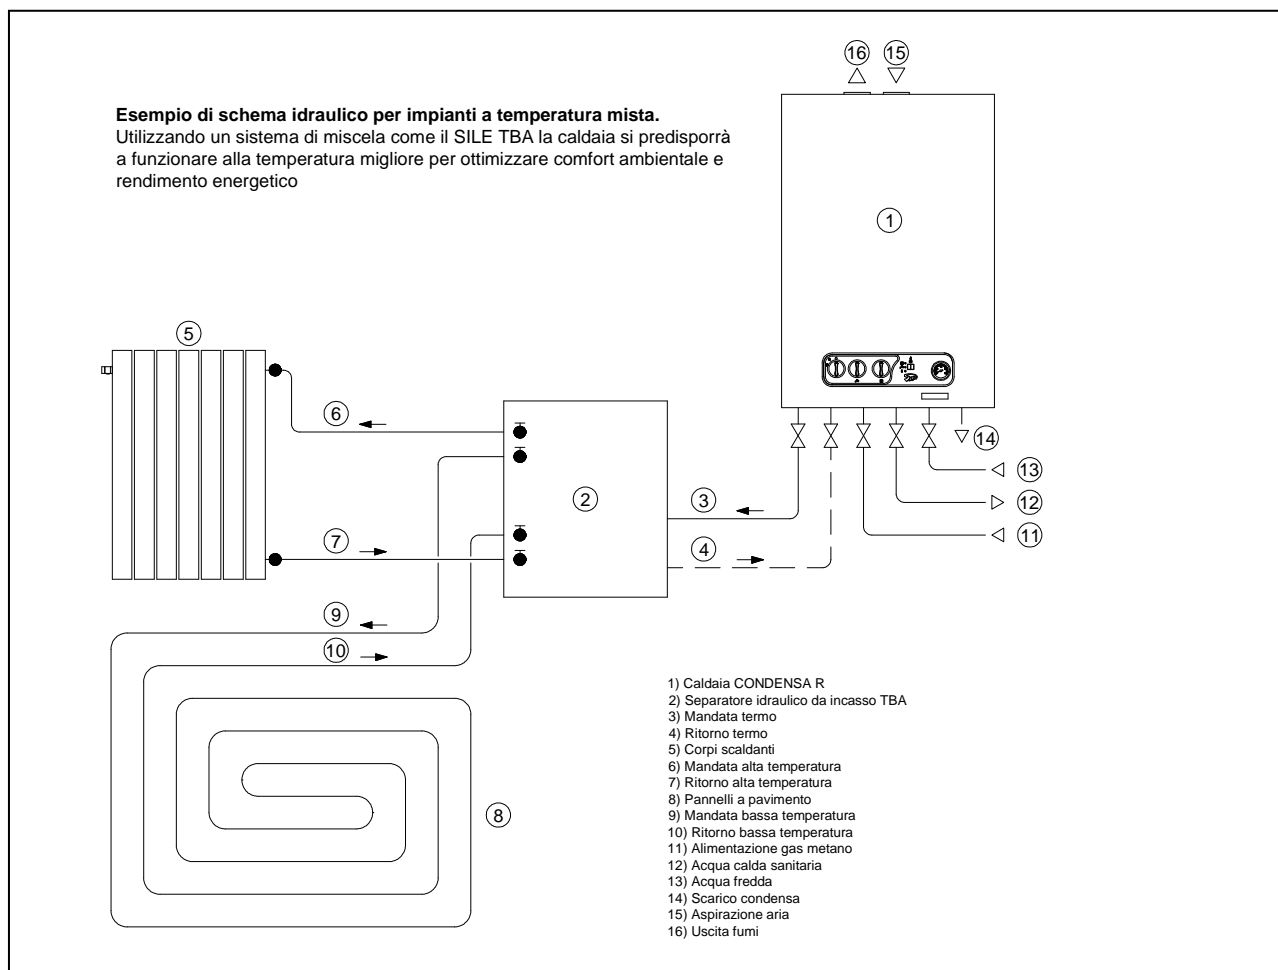 16
15
Esempio di schema idraulico per impianti a temperatura mista.
Utilizzando un sistema di miscela come il SILE TBA la caldaia si predisporrà
a funzionare alla temperatura migliore per ottimizzare comfort ambientale e
rendimento energetico
1
5
6
14
13
2
3
12
7
4
11
9
10
8
1) Caldaia CONDENSA R
2) Separatore idraulico da incasso TBA
3) Mandata termo
4) Ritorno termo
5) Corpi scaldanti
6) Mandata alta temperatura
7) Ritorno alta temperatura
8) Pannelli a pavimento
9) Mandata bassa temperatura
10) Ritorno bassa temperatura
11) Alimentazione gas metano
12) Acqua calda sanitaria
13) Acqua fredda
14) Scarico condensa
15) Aspirazione aria
16) Uscita fumi